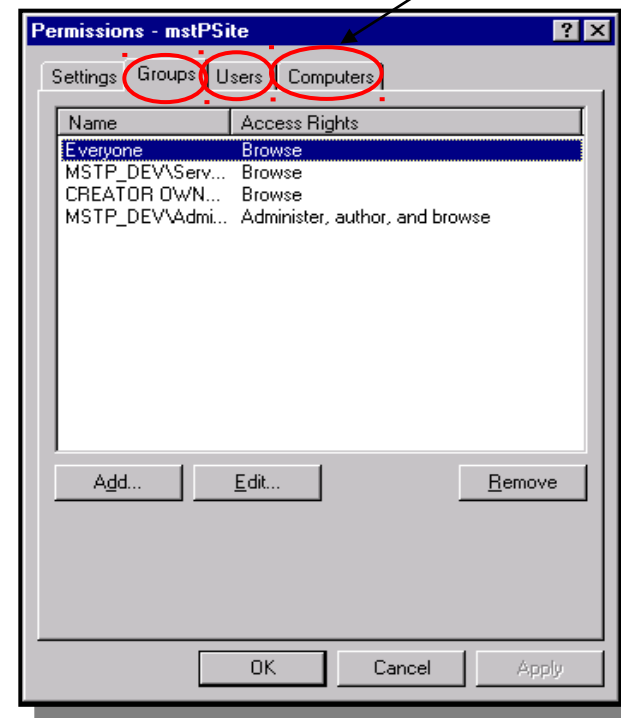 Permissions - mstPSite
Settings Groups Users Computers
Name Access Rights
Everyone Browse
MSTP_DEV\Serv... Browse
CREATOR OWN... Browse
MSTP_DEV\Admi... Administer, author, and browse
Add... Edit... Remove
OK Cancel Apply